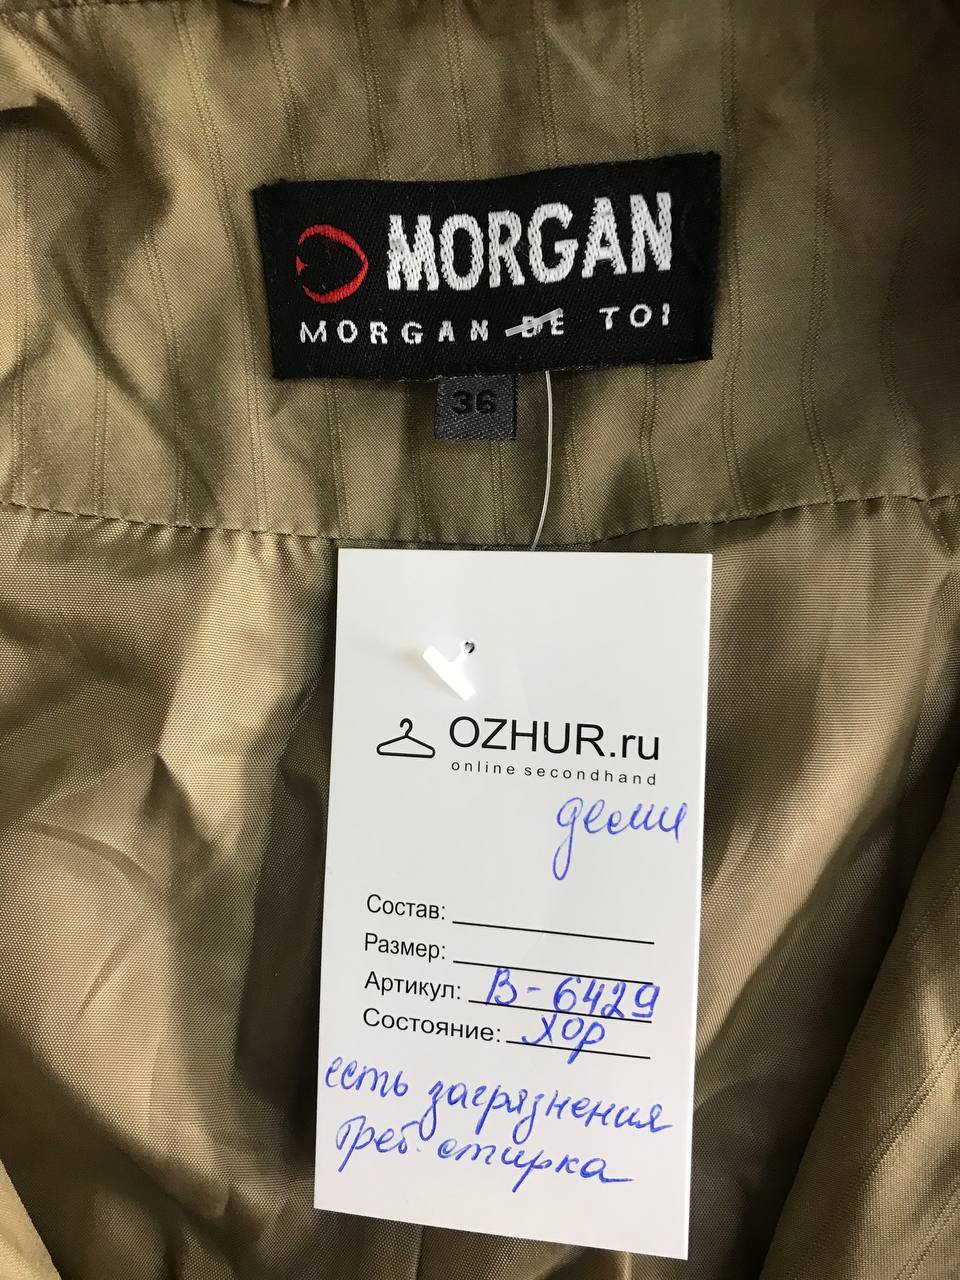 MORGAN
MORGAN DE TOI
36
OZHUR.ru
online secondhand
деми
Состав:
Размер:
Артикул: В-6429
Состояние: хор
есть загрязнения
треб. стирка